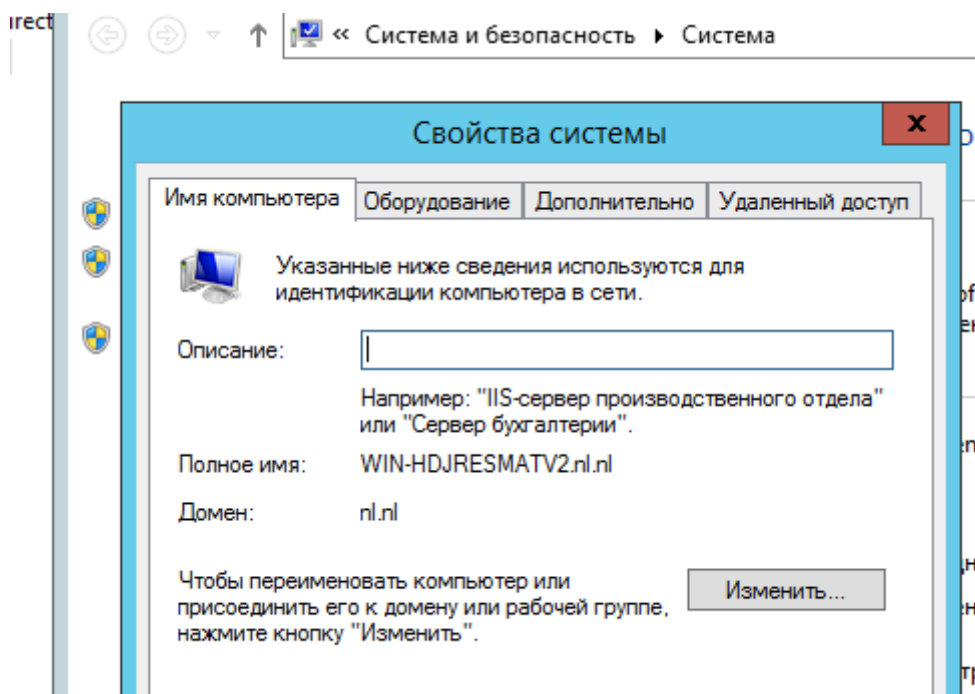 irect
« Система и безопасность ▸ Система
Свойства системы
Имя компьютера Оборудование Дополнительно Удаленный доступ
Указанные ниже сведения используются для
идентификации компьютера в сети.
Описание:
Например: "IIS-сервер производственного отдела"
или "Сервер бухгалтерии".
Полное имя: WIN-HDJRESMATV2.nl.nl
Домен: nl.nl
Чтобы переименовать компьютер или
присоединить его к домену или рабочей группе,
нажмите кнопку "Изменить".
Изменить...